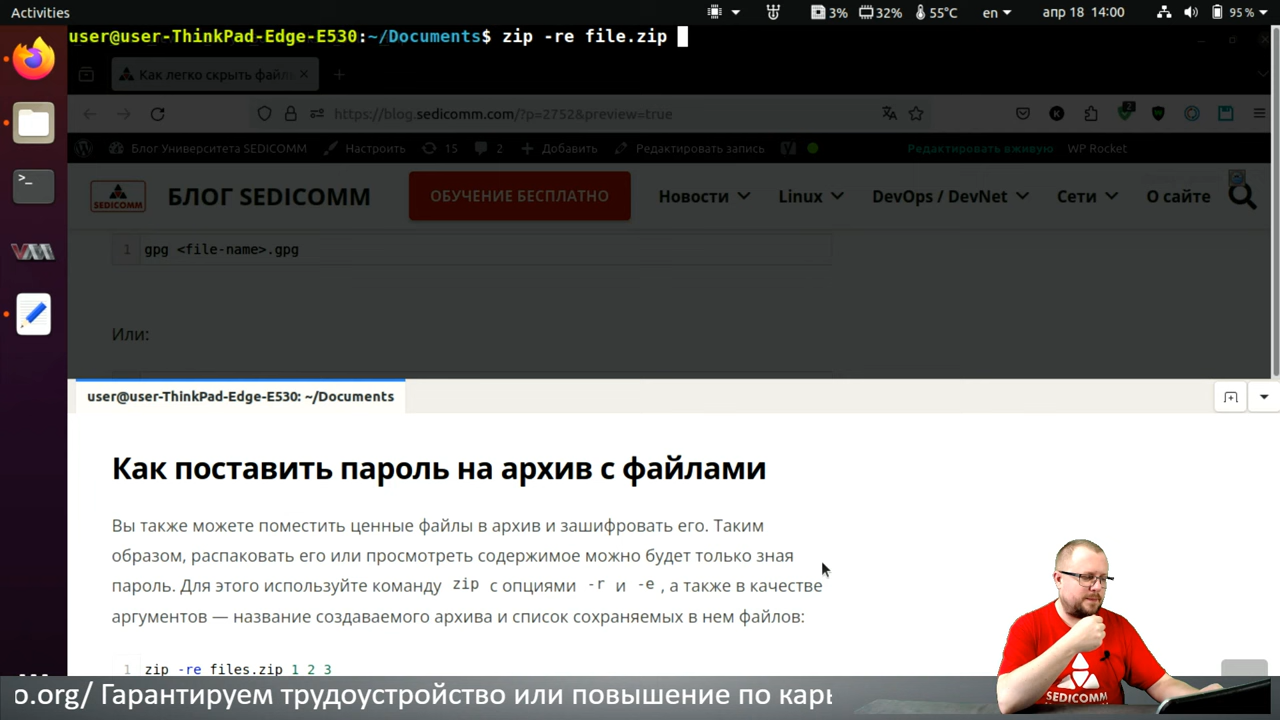 Activities
3% 32% 55°C en апр 18 14:00 95%
user@user-ThinkPad-Edge-E530:~/Documents$ zip -re file.zip
Как легко скрыть файлы
https://blog.sedicomm.com/?p=2752&preview=true
2
Блог Университета SEDICOMM Настроить 15 2 Добавить Редактировать запись Редактировать вживую WP Rocket
SEDICOMM БЛОГ SEDICOMM ОБУЧЕНИЕ БЕСПЛАТНО Новости Linux DevOps / DevNet Сети О сайте
1 gpg <file-name>.gpg
Или:
user@user-ThinkPad-Edge-E530: ~/Documents
Как поставить пароль на архив с файлами
Вы также можете поместить ценные файлы в архив и зашифровать его. Таким
образом, распаковать его или просмотреть содержимое можно будет только зная
пароль. Для этого используйте команду zip с опциями -r и -e, а также в качестве
аргументов — название создаваемого архива и список сохраняемых в нем файлов:
1 zip -re files.zip 1 2 3
o.org/ Гарантируем трудоустройство или повышение по карь
SEDICOMM